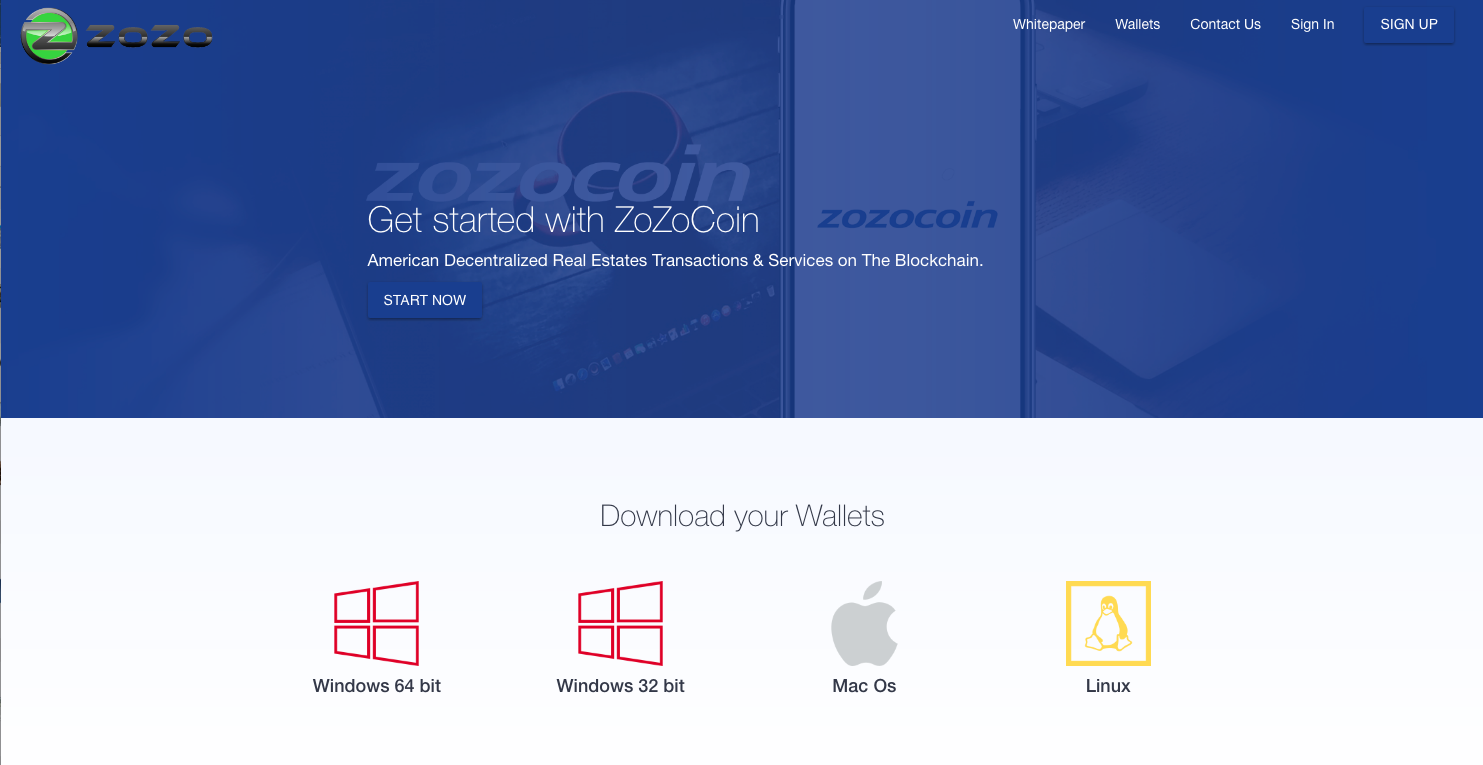 ZOZO
Whitepaper Wallets Contact Us Sign In SIGN UP
zozocoin
zozocoin
Get started with ZoZoCoin
American Decentralized Real Estates Transactions & Services on The Blockchain.
START NOW
Download your Wallets
Windows 64 bit Windows 32 bit Mac Os Linux